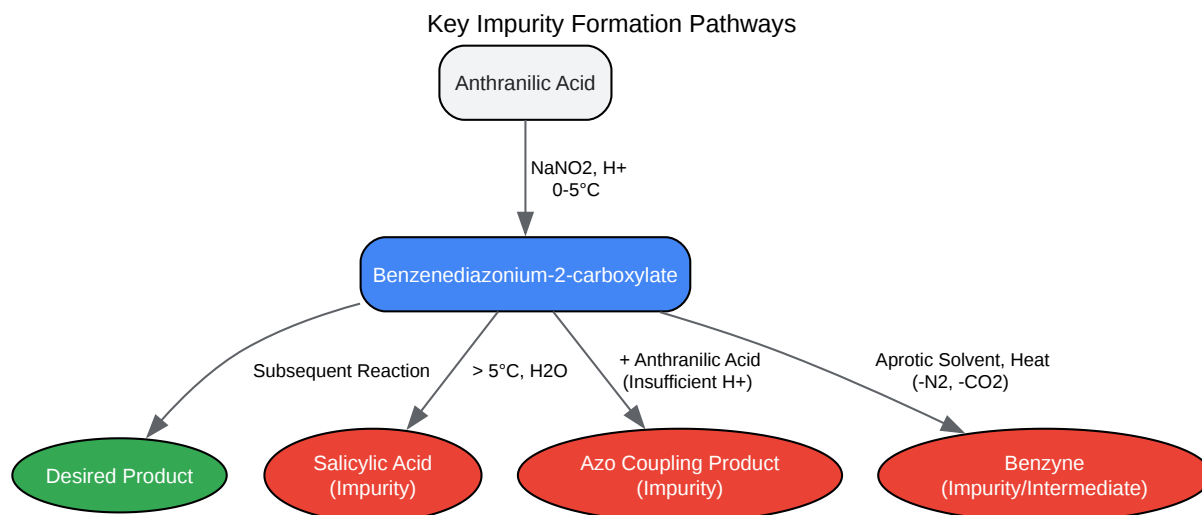 Key Impurity Formation Pathways
Anthranilic Acid
NaNO2, H+
0-5°C
Benzenediazonium-2-carboxylate
Subsequent Reaction
> 5°C, H2O
+ Anthranilic Acid
(Insufficient H+)
Aprotic Solvent, Heat
(-N2, -CO2)
Desired Product
Salicylic Acid
(Impurity)
Azo Coupling Product
(Impurity)
Benzyne
(Impurity/Intermediate)